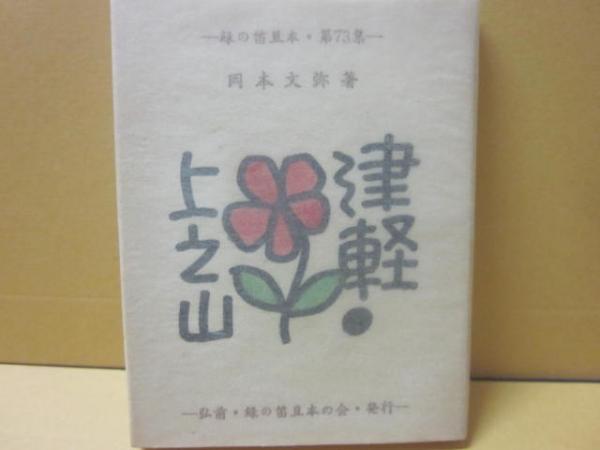 —緑の笛豆本・第73集—
岡本文弥著
津軽・
上之山
—弘前・緑の笛豆本の会・発行—